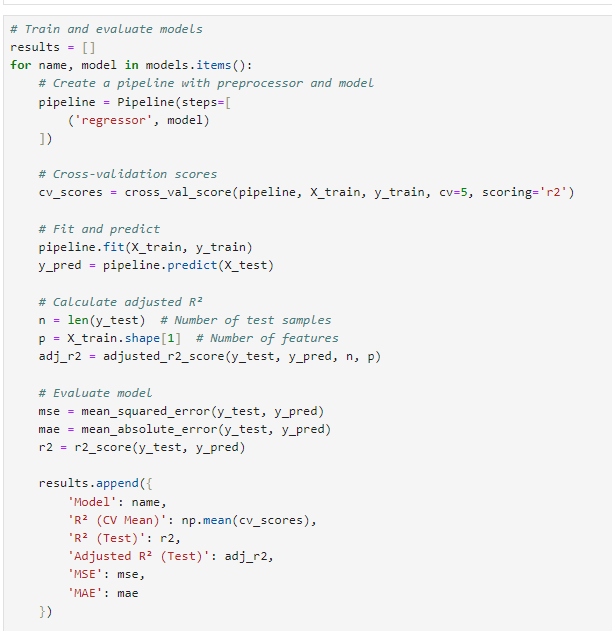 # Train and evaluate models
results = []
for name, model in models.items():
    # Create a pipeline with preprocessor and model
    pipeline = Pipeline(steps=[
        ('regressor', model)
    ])

    # Cross-validation scores
    cv_scores = cross_val_score(pipeline, X_train, y_train, cv=5, scoring='r2')

    # Fit and predict
    pipeline.fit(X_train, y_train)
    y_pred = pipeline.predict(X_test)

    # Calculate adjusted R²
    n = len(y_test)  # Number of test samples
    p = X_train.shape[1]  # Number of features
    adj_r2 = adjusted_r2_score(y_test, y_pred, n, p)

    # Evaluate model
    mse = mean_squared_error(y_test, y_pred)
    mae = mean_absolute_error(y_test, y_pred)
    r2 = r2_score(y_test, y_pred)

    results.append({
        'Model': name,
        'R² (CV Mean)': np.mean(cv_scores),
        'R² (Test)': r2,
        'Adjusted R² (Test)': adj_r2,
        'MSE': mse,
        'MAE': mae
    })